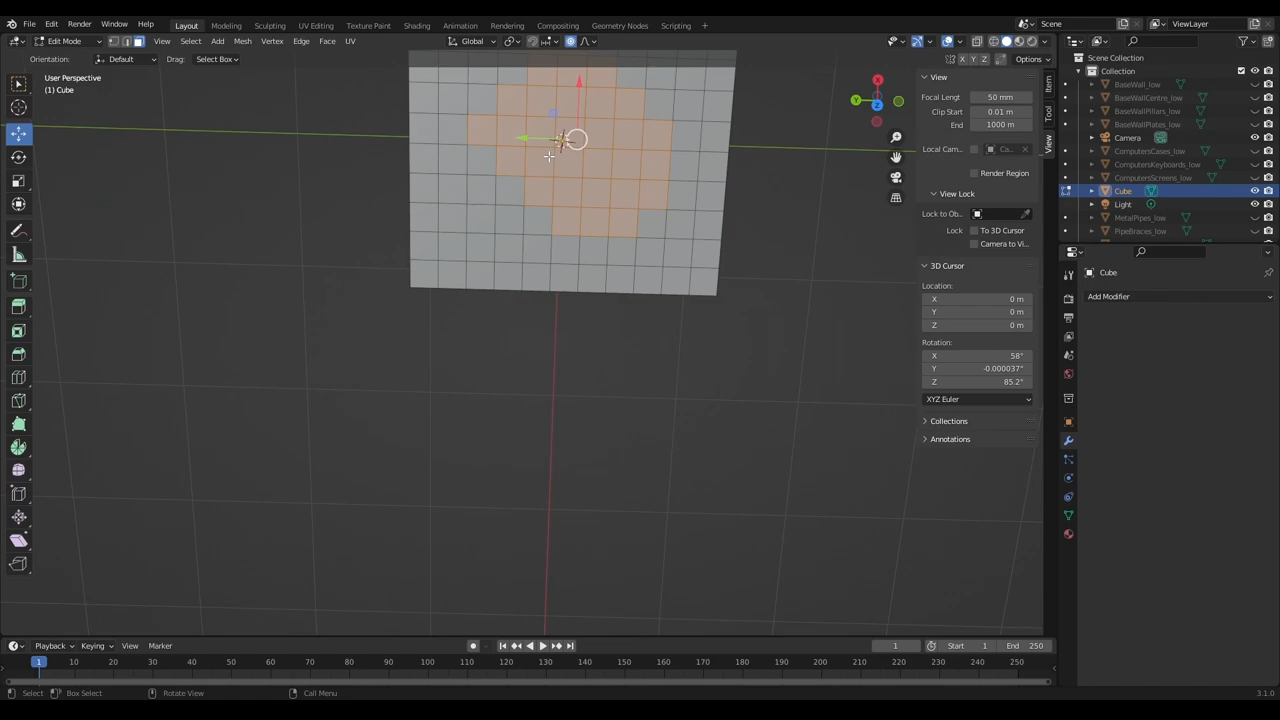 File Edit Render Window Help Layout Modeling Sculpting UV Editing Texture Paint Shading Animation Rendering Compositing Geometry Nodes Scripting + Scene ViewLayer
Edit Mode View Select Add Mesh Vertex Edge Face UV Global
Orientation: Default Drag: Select Box X Y Z Options
User Perspective
(1) Cube
X
Y
Z
View
Focal Length 50 mm
Clip Start 0.01 m
End 1000 m
Local Cam... Ca...
Render Region
View Lock
Lock to Ob...
Lock To 3D Cursor
Camera to Vi...
3D Cursor
Location:
X 0 m
Y 0 m
Z 0 m
Rotation:
X 58°
Y -0.000037°
Z 85.2°
XYZ Euler
Collections
Annotations
Item
Tool
View
Scene Collection
Collection
BaseWall_low
BaseWallCentre_low
BaseWallPillars_low
BaseWallPlates_low
Camera
ComputersCases_low
ComputersKeyboards_low
ComputersScreens_low
Cube
Light
MetalPipes_low
PipeBraces_low
Cube
Add Modifier
Playback Keying View Marker 1 Start 1 End 250
1 10 20 30 40 50 60 70 80 90 100 110 120 130 140 150 160 170 180 190 200 210 220 230 240 250
Select Box Select Rotate View Call Menu 3.1.0